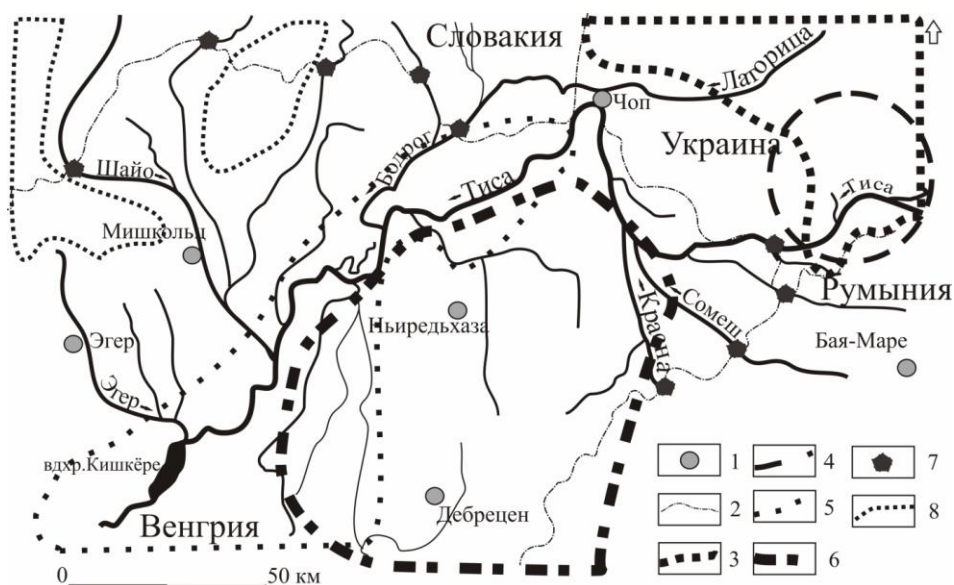 Словакия
Чоп
Латорица
Украина
Тиса
Бодрог
Тиса
Шайо
Мишкольц
Румыния
Бая-Маре
Сомеш
Красна
Ньиредьхаза
Эгер
Эгер
вдхр.Кишкёре
Дебрецен
Венгрия
0 50 км
1 4 7
2 5 8
3 6